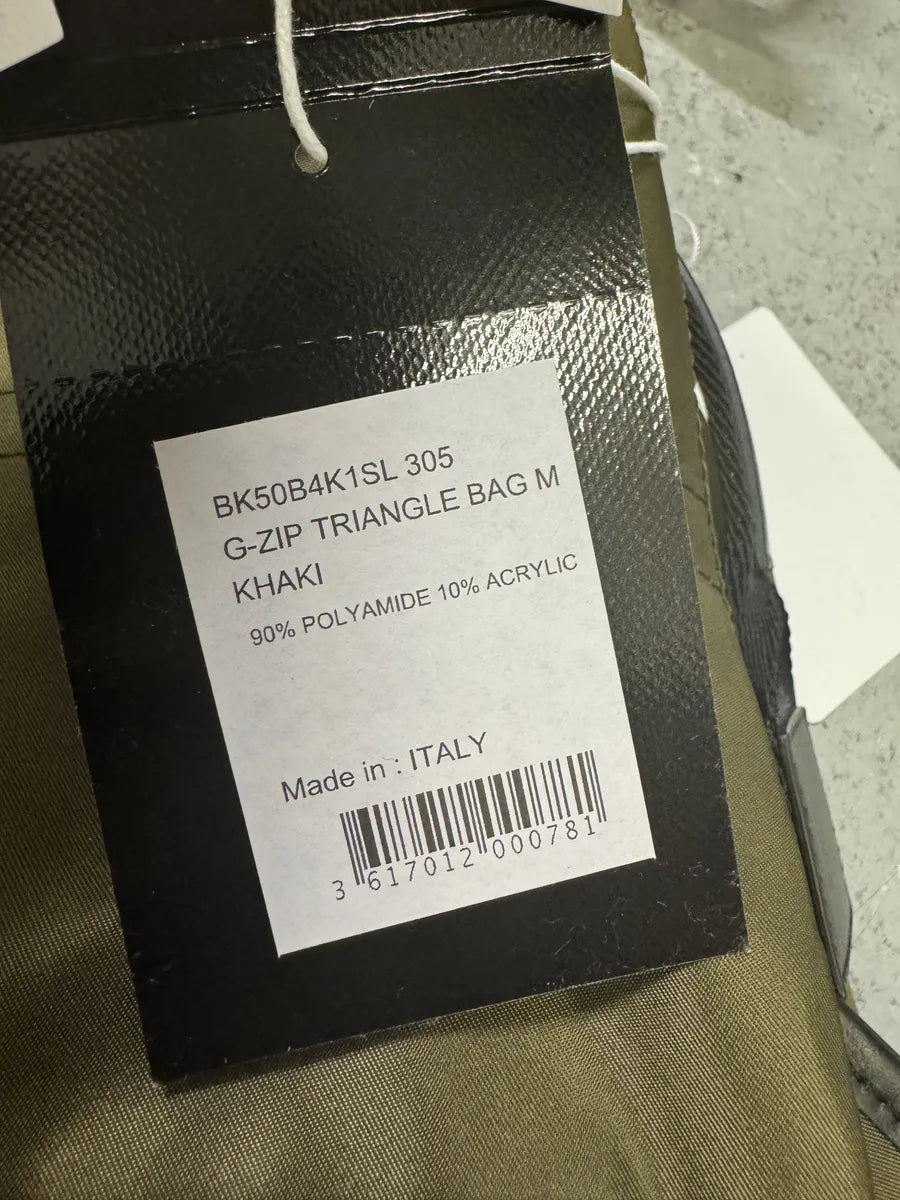 BK50B4K1SL 305
G-ZIP TRIANGLE BAG M
KHAKI
90% POLYAMIDE 10% ACRYLIC
Made in : ITALY
3 617012 000781